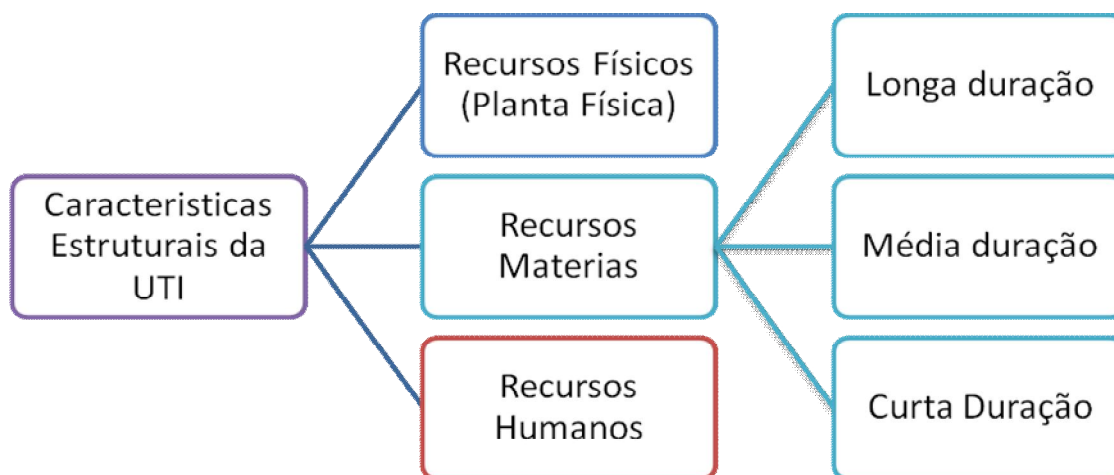 Caracteristicas
Estruturais da
UTI
Recursos Físicos
(Planta Física)
Recursos
Materias
Recursos
Humanos
Longa duração
Média duração
Curta Duração